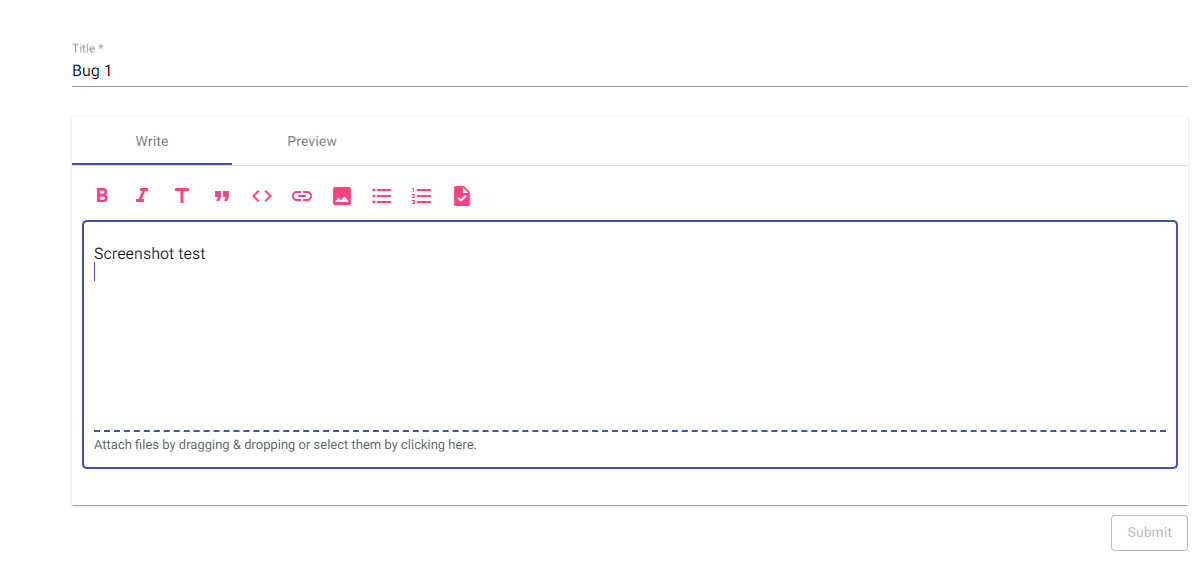 Title *
Bug 1
Write Preview
Screenshot test
Attach files by dragging & dropping or select them by clicking here.
Submit